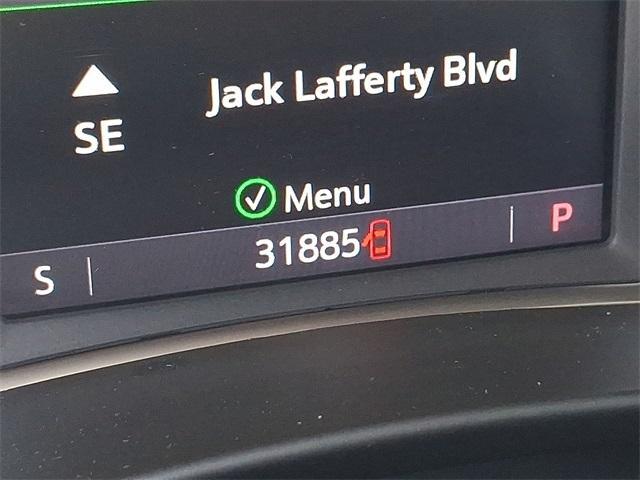 Jack Lafferty Blvd
SE
Menu
S 31885 P